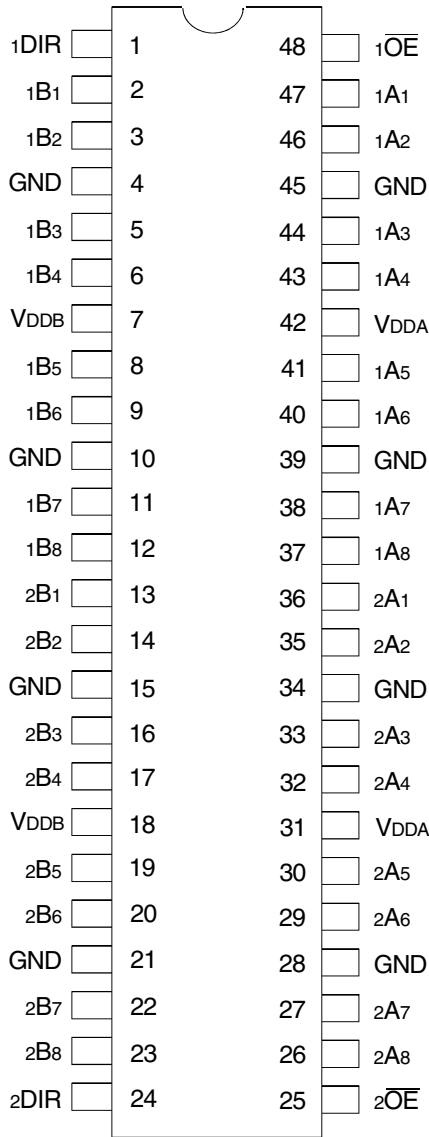 1DIR 1 48 1O̅E̅
1B1 2 47 1A1
1B2 3 46 1A2
GND 4 45 GND
1B3 5 44 1A3
1B4 6 43 1A4
VDDB 7 42 VDDA
1B5 8 41 1A5
1B6 9 40 1A6
GND 10 39 GND
1B7 11 38 1A7
1B8 12 37 1A8
2B1 13 36 2A1
2B2 14 35 2A2
GND 15 34 GND
2B3 16 33 2A3
2B4 17 32 2A4
VDDB 18 31 VDDA
2B5 19 30 2A5
2B6 20 29 2A6
GND 21 28 GND
2B7 22 27 2A7
2B8 23 26 2A8
2DIR 24 25 2O̅E̅